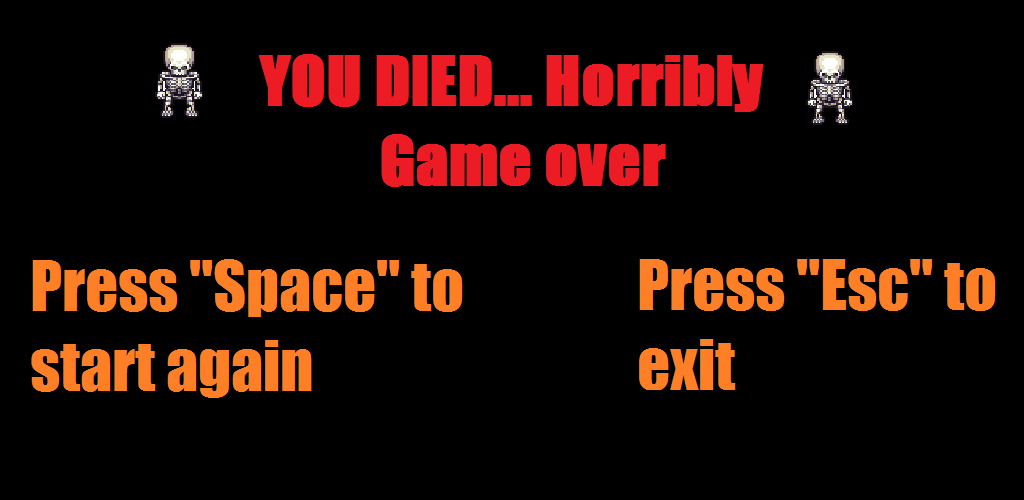 YOU DIED... Horribly
Game over
Press "Space" to
start again
Press "Esc" to
exit